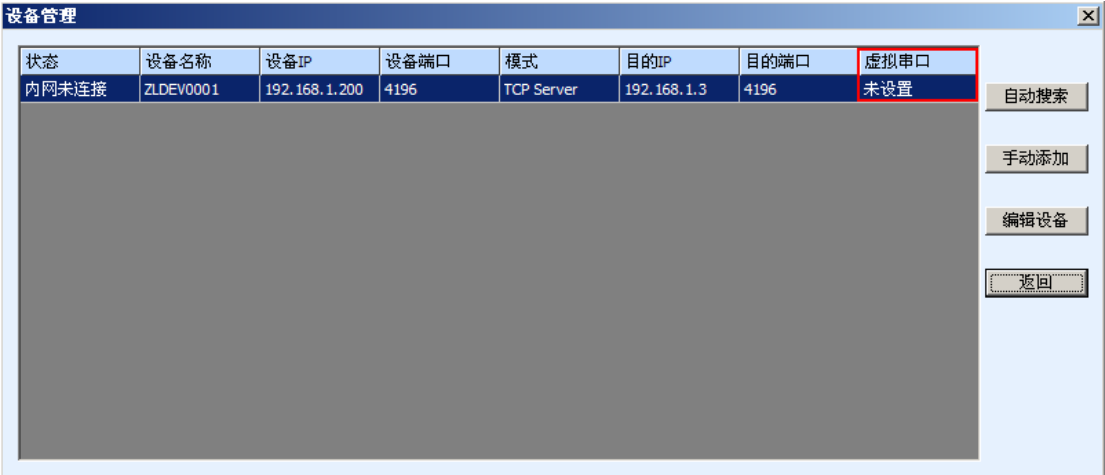 设备管理
状态 设备名称 设备IP 设备端口 模式 目的IP 目的端口 虚拟串口
内网未连接 ZLDEV0001 192.168.1.200 4196 TCP Server 192.168.1.3 4196 未设置
自动搜索
手动添加
编辑设备
返回